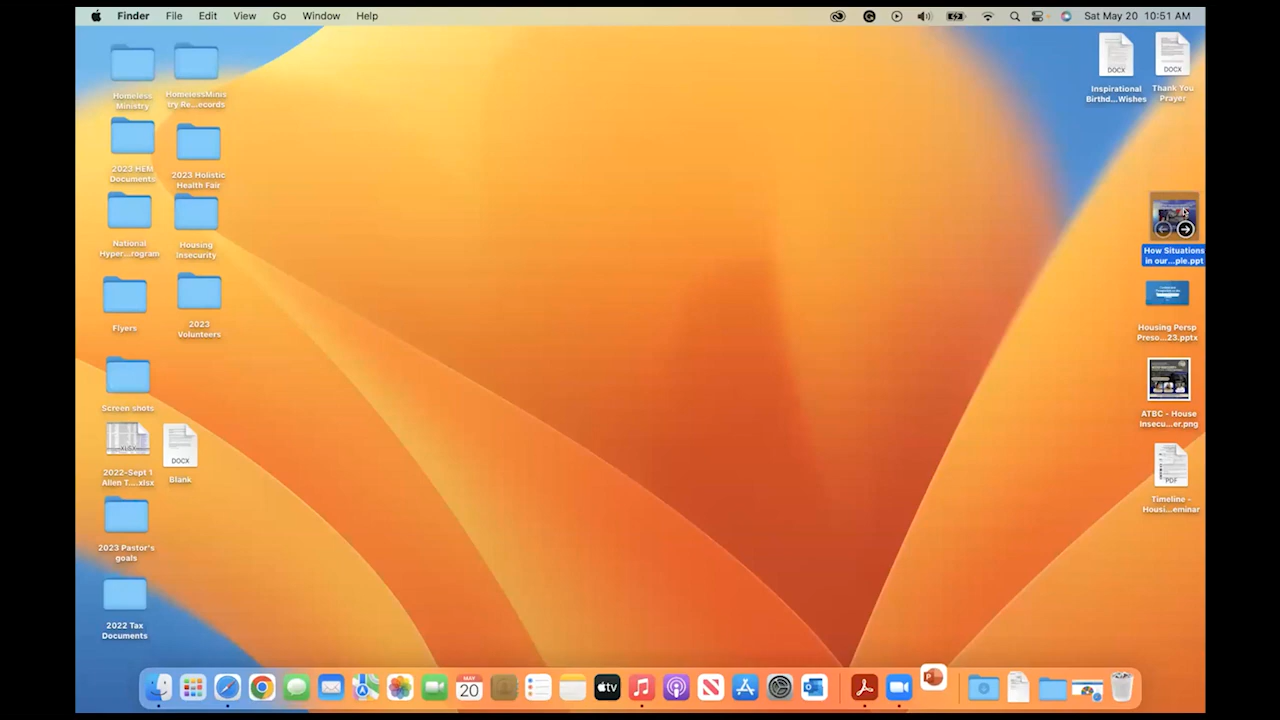 Finder File Edit View Go Window Help
Sat May 20 10:51 AM
Homeless
Ministry
HomelessMinis
try Re...ecords
2023 HEM
Documents
2023 Holistic
Health Fair
National
Hyper...rogram
Housing
Insecurity
Flyers
2023
Volunteers
Screen shots
XLSX
2022-Sept 1
Allen T....xlsx
DOCX
Blank
2023 Pastor's
goals
2022 Tax
Documents
DOCX
Inspirational
Birthd...Wishes
DOCX
Thank You
Prayer
How Situations
in our...ple.ppt
Housing Persp
Preso...23.pptx
ATBC - House
Insecu...er.png
PDF
Timeline -
Housi...eminar
MAY
20
tv
P